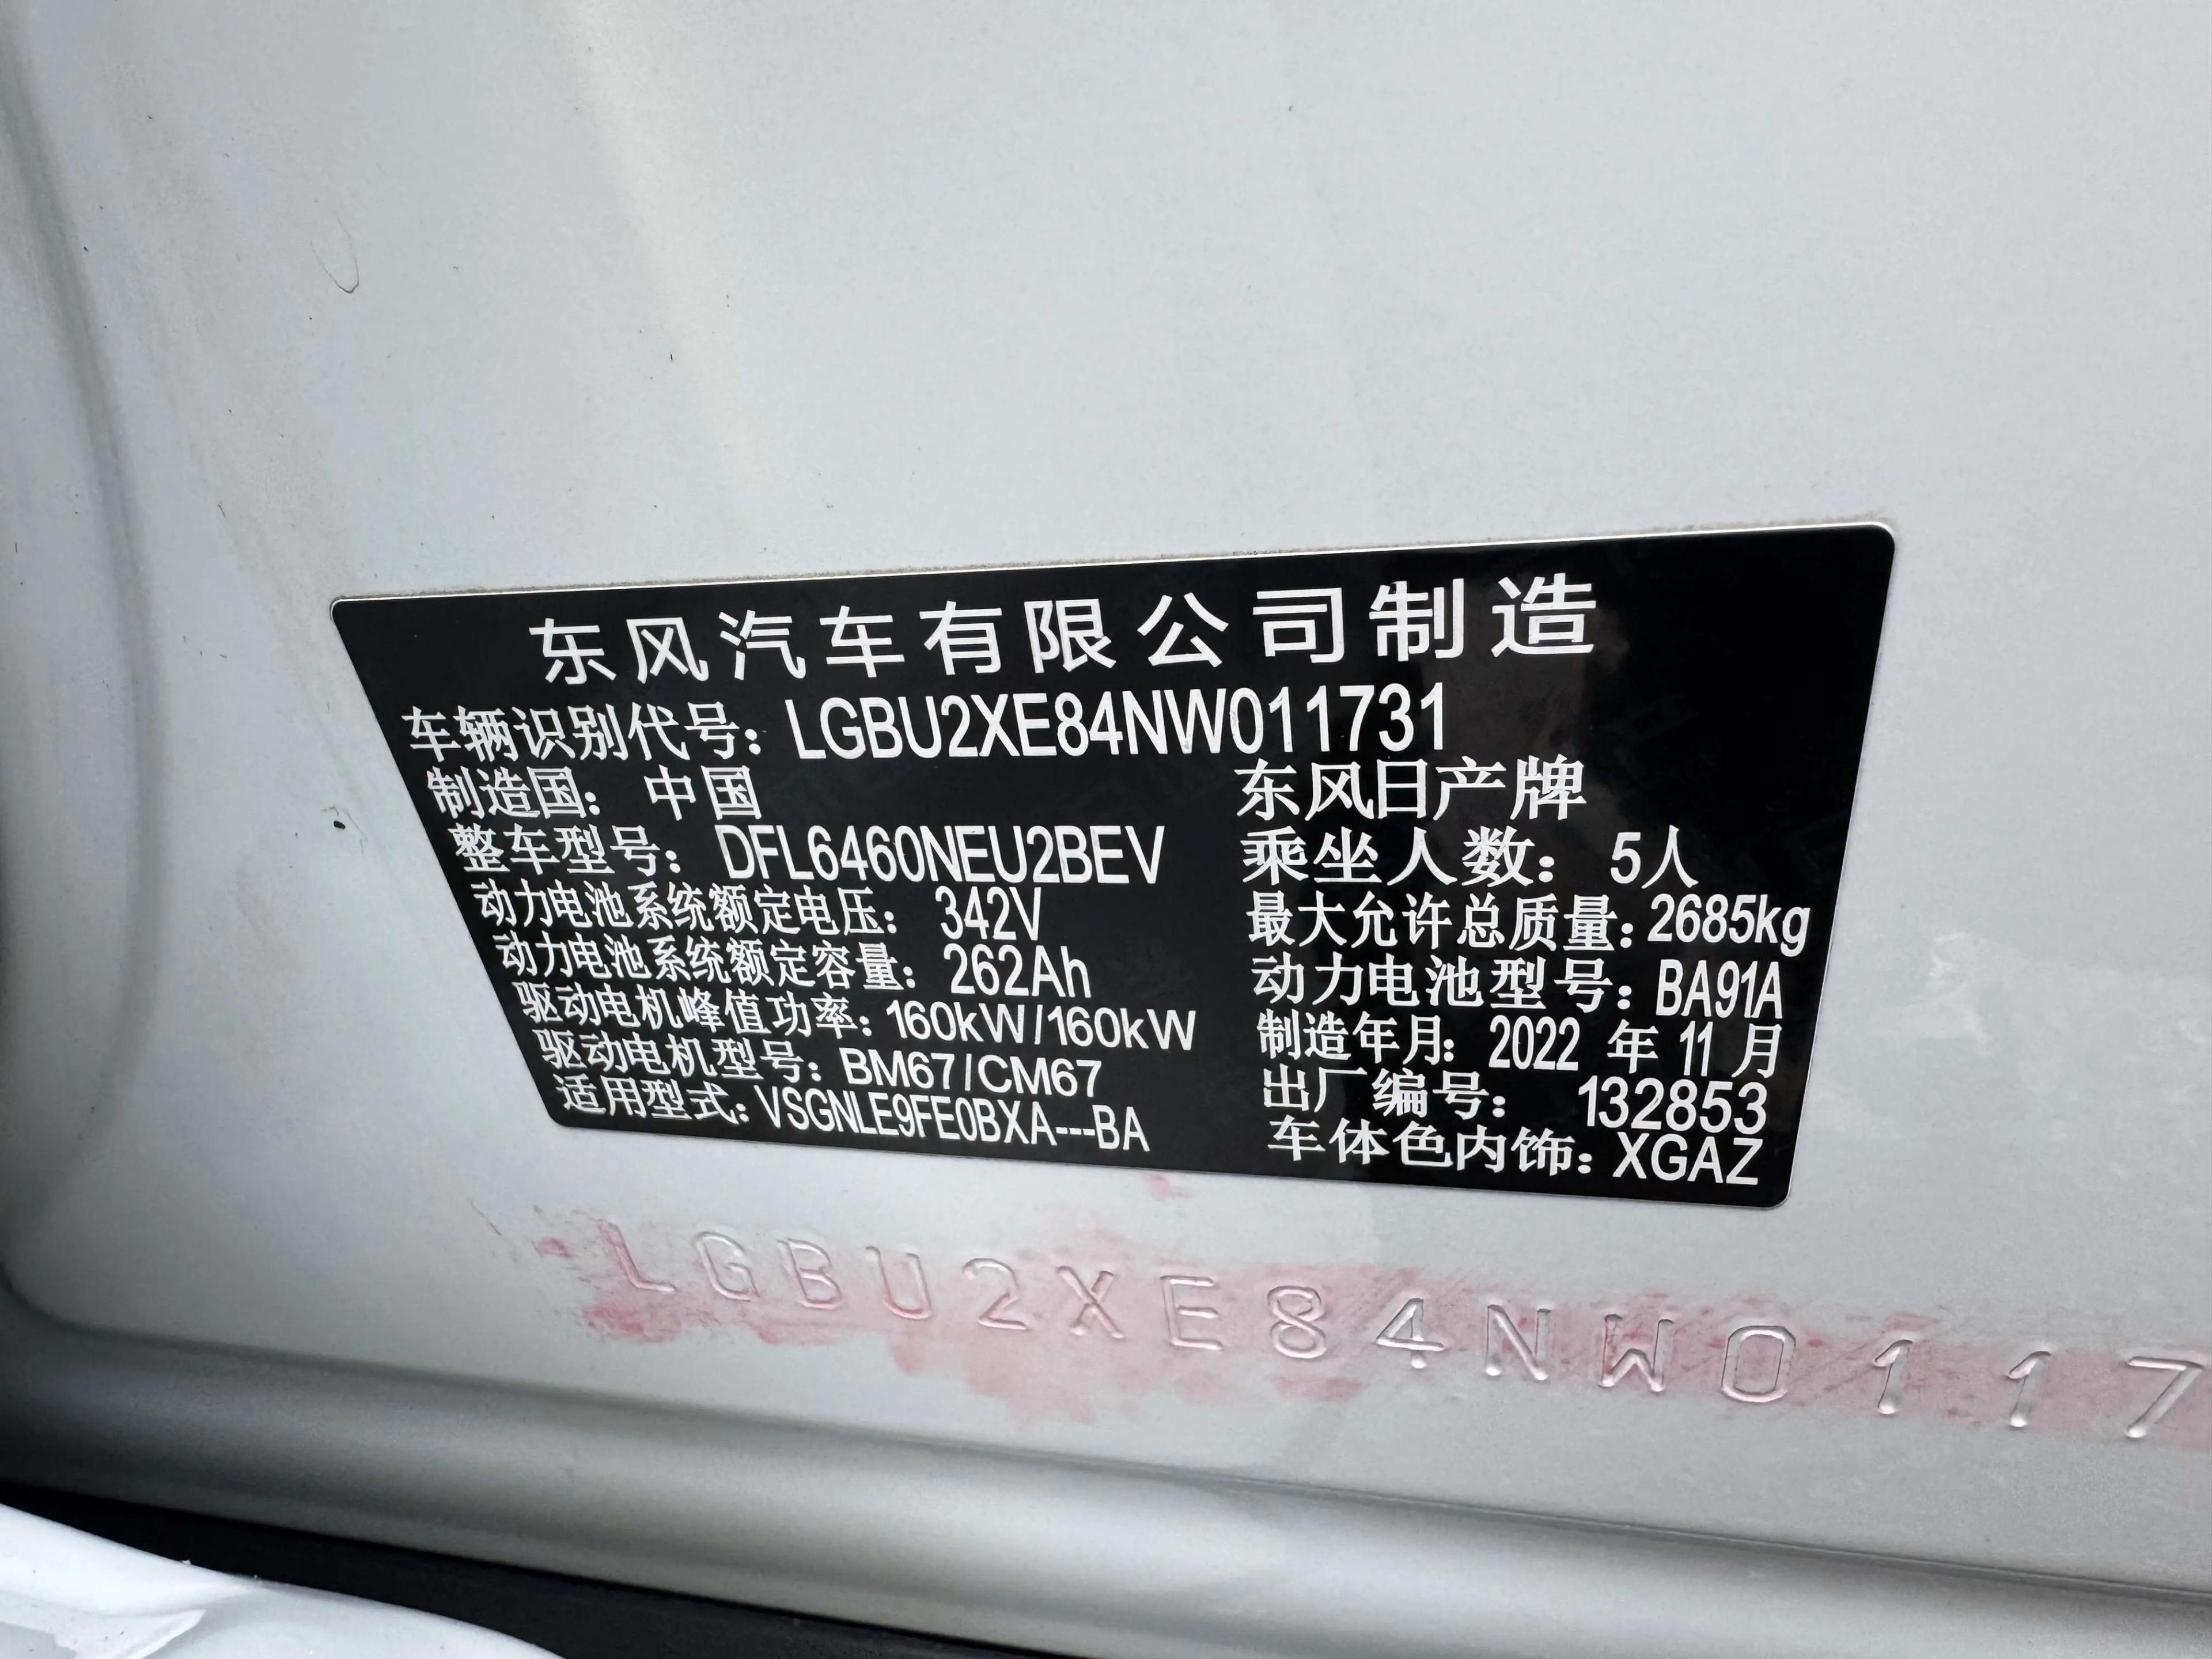 东风汽车有限公司制造
车辆识别代号：LGBU2XE84NW011731
制造国：中国 东风日产牌
整车型号：DFL6460NEU2BEV 乘坐人数：5人
动力电池系统额定电压：342V 最大允许总质量：2685kg
动力电池系统额定容量：262Ah 动力电池型号：BA91A
驱动电机峰值功率：160kW/160kW 制造年月：2022年11月
驱动电机型号：BM67/CM67 出厂编号：132853
适用型式：VSGNLE9FE0BXA---BA 车体色内饰：XGAZ
LGBU2XE84NW0117